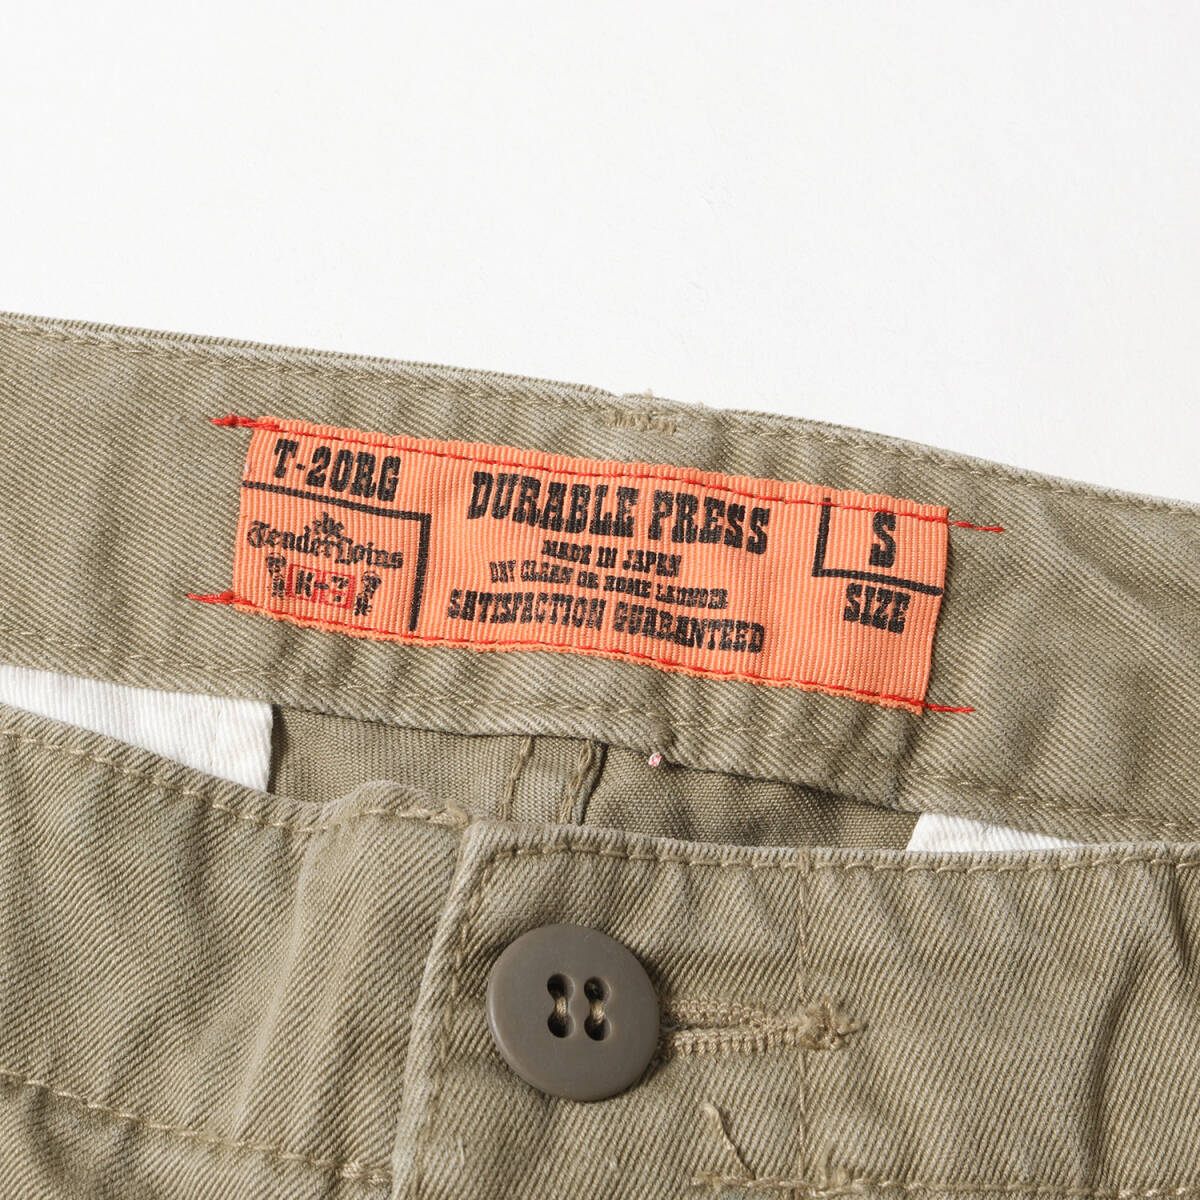 T-20RG
TenderLoins
DURABLE PRESS
MADE IN JAPAN
DRY CLEAN OR HOME LAUNDER
SATISFACTION GUARANTEED
S
SIZE